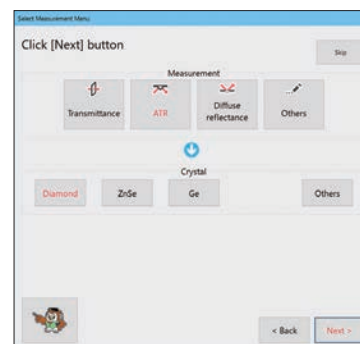 Select Measurement Menu
Click [Next] button
Skip
Measurement
Transmittance
ATR
Diffuse
reflectance
Others
Crystal
Diamond
ZnSe
Ge
Others
< Back
Next >